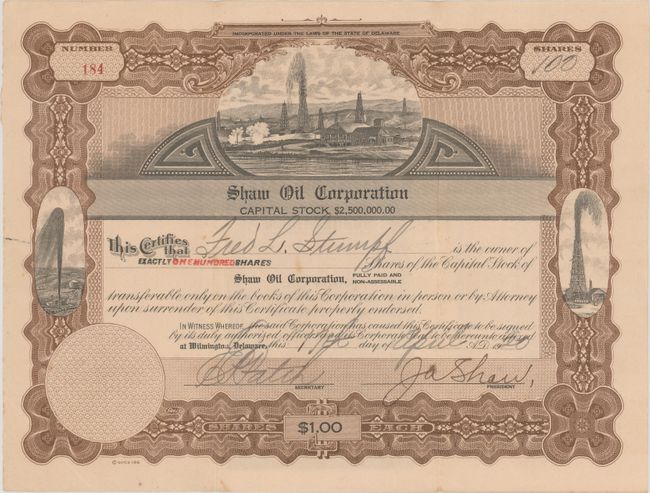 INCORPORATED UNDER THE LAWS OF THE STATE OF DELAWARE
NUMBER
184
SHARES
100
Shaw Oil Corporation
CAPITAL STOCK $2,500,000.00
This Certifies that Fred L. Stumpf is the owner of
EXACTLY ONE HUNDRED SHARES Shares of the Capital Stock of
Shaw Oil Corporation, FULLY PAID AND NON-ASSESSABLE
transferable only on the books of this Corporation in person or by Attorney
upon surrender of this Certificate properly endorsed.
IN WITNESS WHEREOF, the said Corporation has caused this Certificate to be signed
by its duly authorized officers and its Corporate Seal to be hereunto affixed
at Wilmington, Delaware, this day of June A.D. 1920
SECRETARY
J A Shaw,
PRESIDENT
SHARES $1.00 EACH